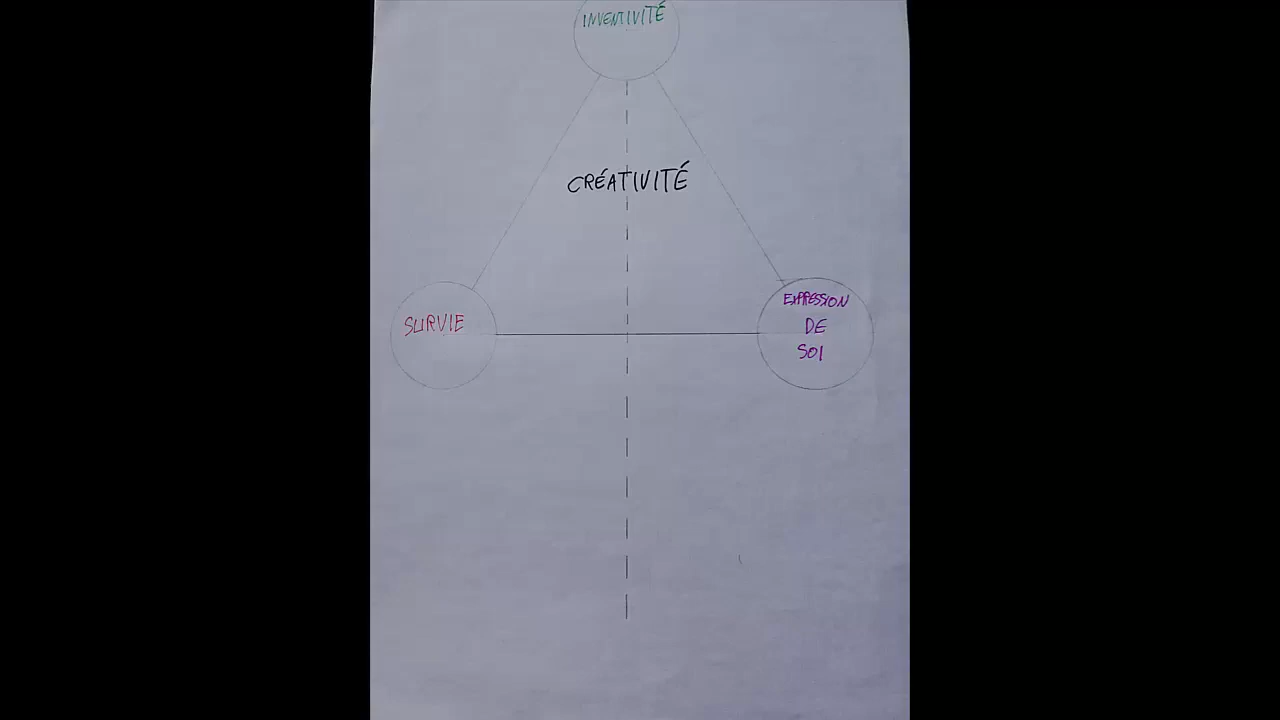 INVENTIVITÉ
CRÉATIVITÉ
SURVIE
EXPRESSION
DE
SOI